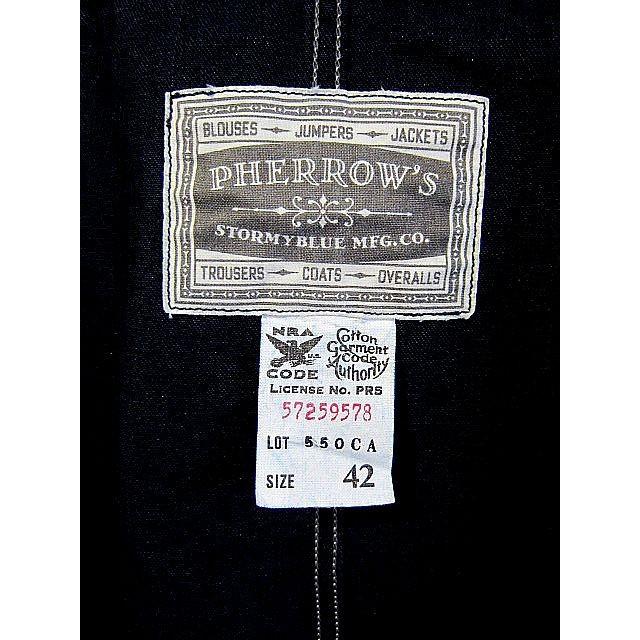 BLOUSES JUMPERS JACKETS
PHERROW'S
STORMYBLUE MFG.CO.
TROUSERS COATS OVERALLS
NRA Cotton
U.S. Garment
CODE Code
Authority
LICENSE NO. PRS
57259578
LOT 550CA
SIZE 42